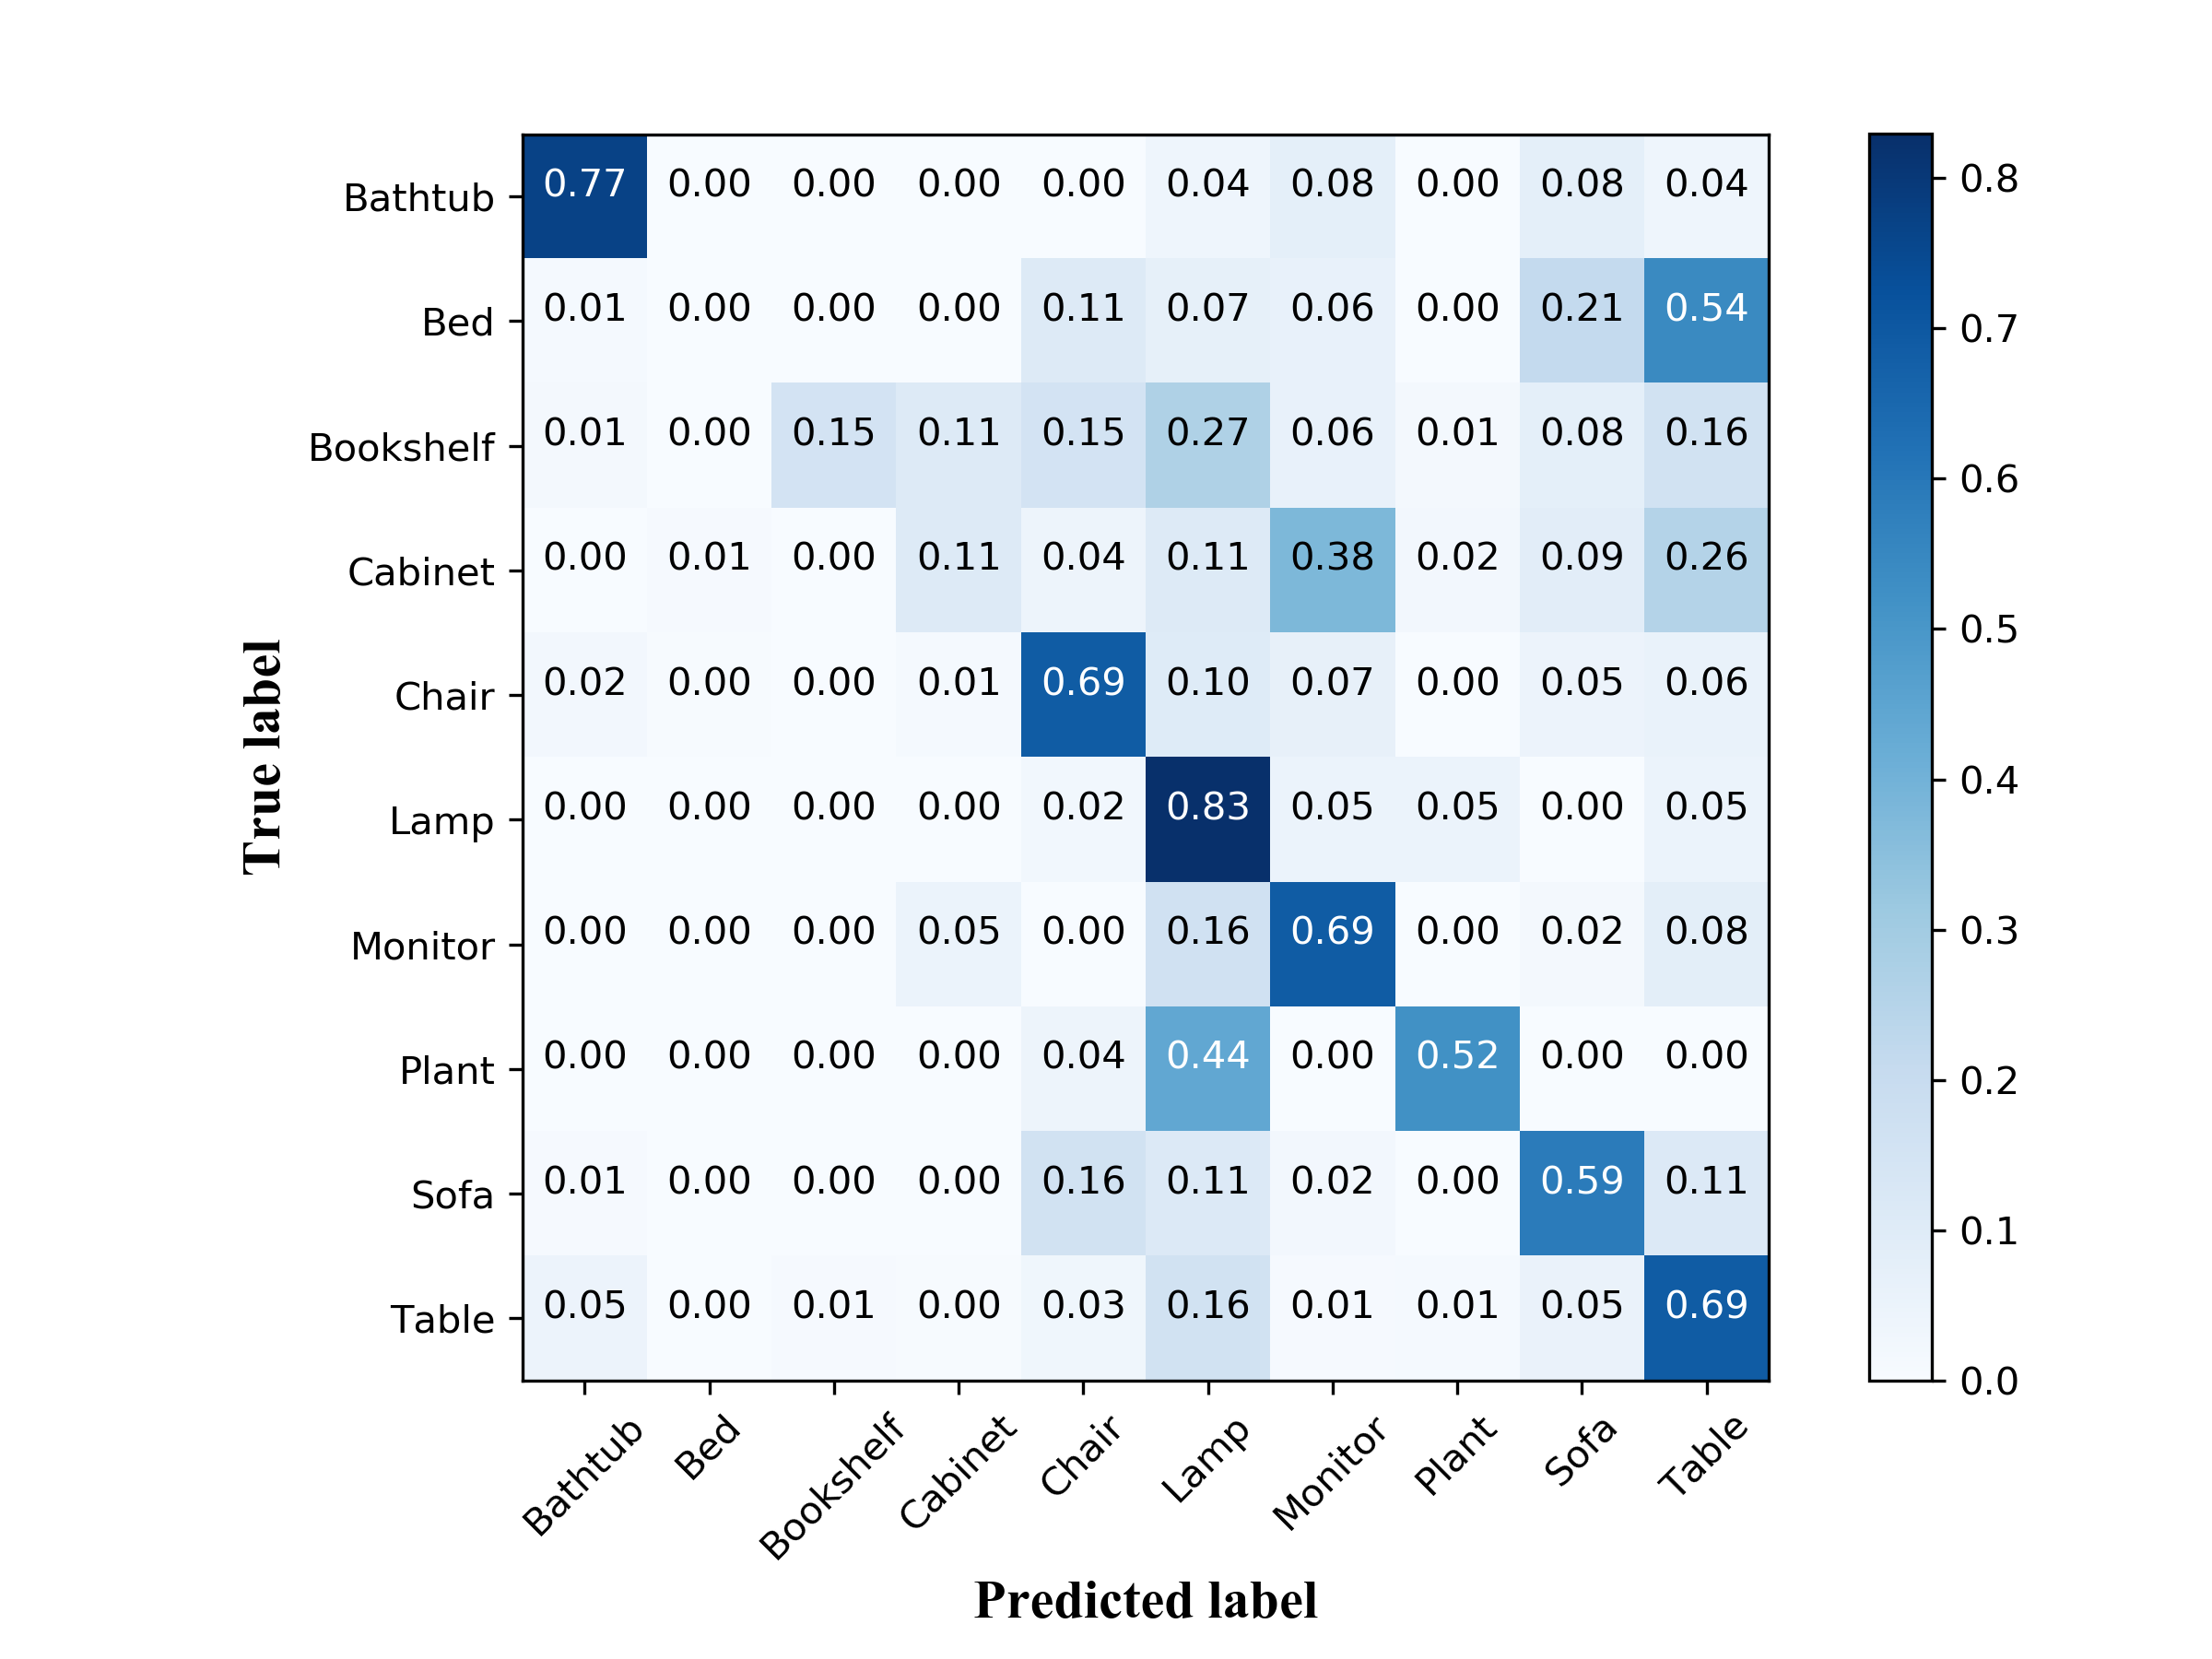 Bathtub 0.77 0.00 0.00 0.00 0.00 0.04 0.08 0.00 0.08 0.04
Bed 0.01 0.00 0.00 0.00 0.11 0.07 0.06 0.00 0.21 0.54
Bookshelf 0.01 0.00 0.15 0.11 0.15 0.27 0.06 0.01 0.08 0.16
Cabinet 0.00 0.01 0.00 0.11 0.04 0.11 0.38 0.02 0.09 0.26
Chair 0.02 0.00 0.00 0.01 0.69 0.10 0.07 0.00 0.05 0.06
Lamp 0.00 0.00 0.00 0.00 0.02 0.83 0.05 0.05 0.00 0.05
Monitor 0.00 0.00 0.00 0.05 0.00 0.16 0.69 0.00 0.02 0.08
Plant 0.00 0.00 0.00 0.00 0.04 0.44 0.00 0.52 0.00 0.00
Sofa 0.01 0.00 0.00 0.00 0.16 0.11 0.02 0.00 0.59 0.11
Table 0.05 0.00 0.01 0.00 0.03 0.16 0.01 0.01 0.05 0.69
Bathtub Bed Bookshelf Cabinet Chair Lamp Monitor Plant Sofa Table
Predicted label
True label
0.8
0.7
0.6
0.5
0.4
0.3
0.2
0.1
0.0